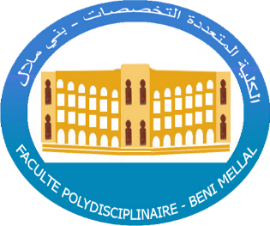 الكلية المتعددة التخصصات - بني ملال
FACULTE POLYDISCIPLINAIRE - BENI MELLAL